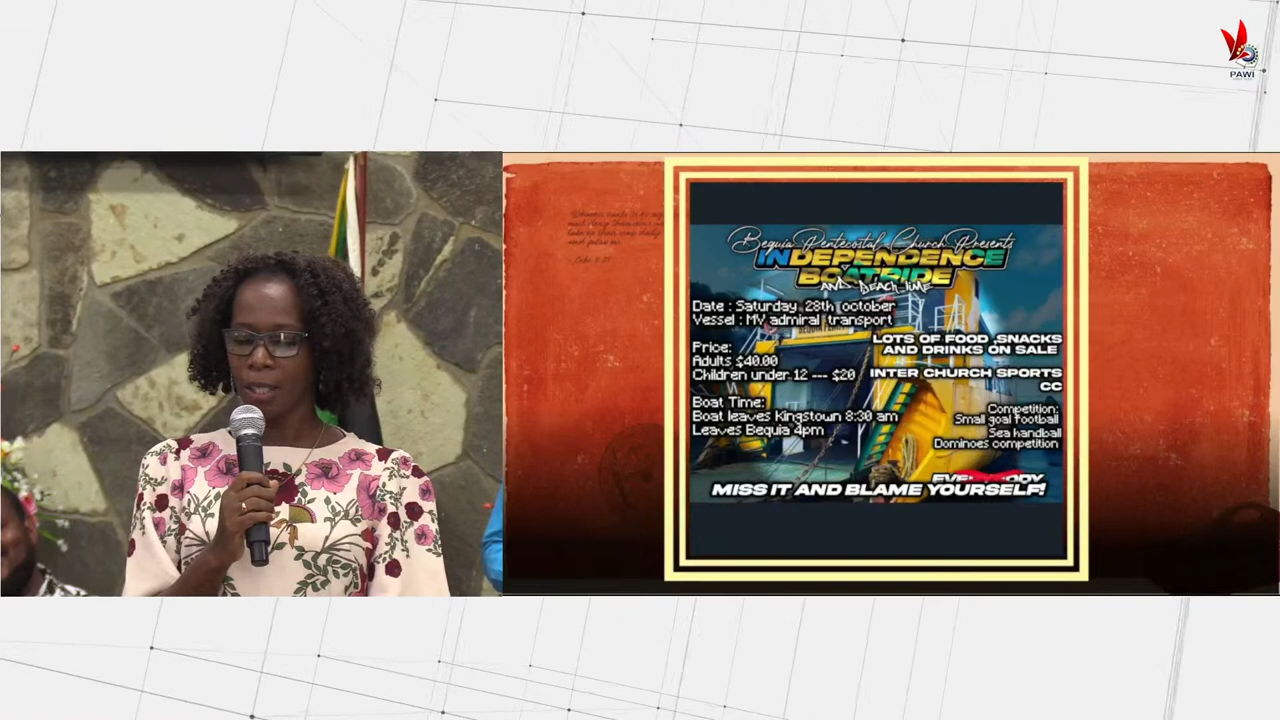 PAWI
Bequia Pentecostal Church Presents
INDEPENDENCE
BOATRIDE
AND BEACH LIME
Date : Saturday 28th october
Vessel : MV admiral transport
Price:
Adults $40.00
Children under 12 --- $20
Boat Time:
Boat leaves Kingstown 8:30 am
Leaves Bequia 4pm
LOTS OF FOOD ,SNACKS
AND DRINKS ON SALE
INTER CHURCH SPORTS
CC
Competition:
Small goal football
Sea handball
Dominoes competition
MISS IT AND BLAME YOURSELF!